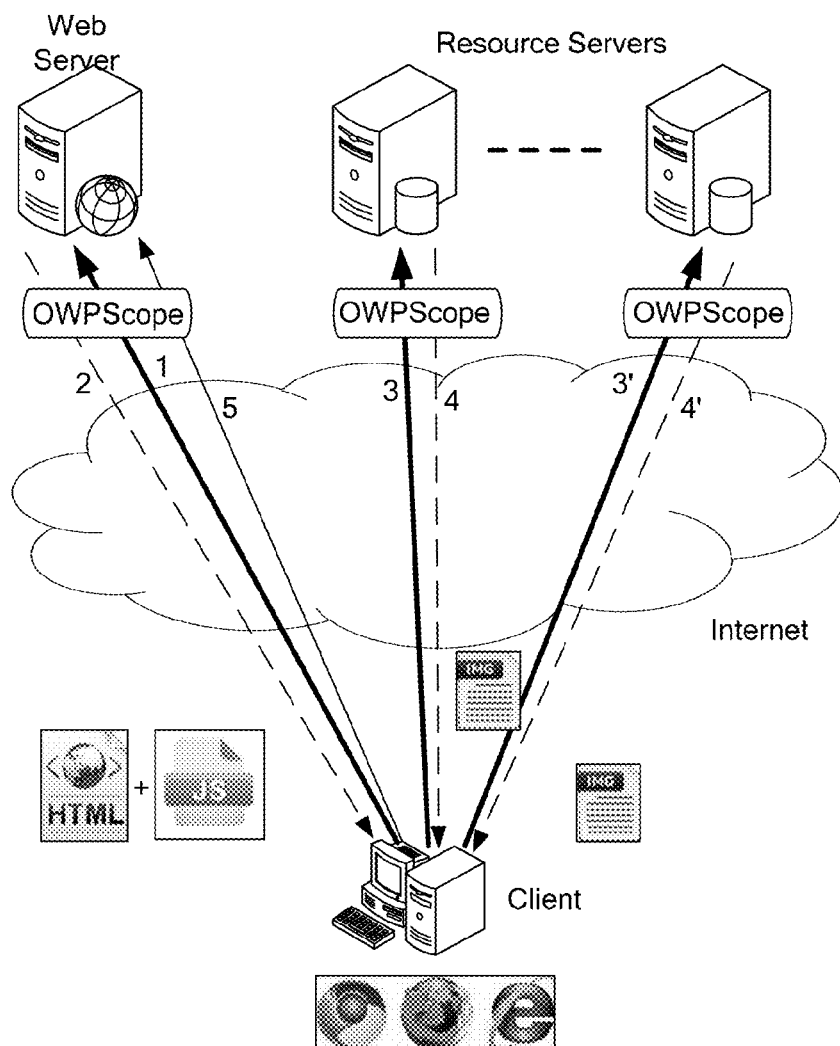 Web
Server
Resource Servers
OWPScope
OWPScope
OWPScope
1
2
5
3
4
3'
4'
Internet
IMG
HTML
+
JS
IMG
Client